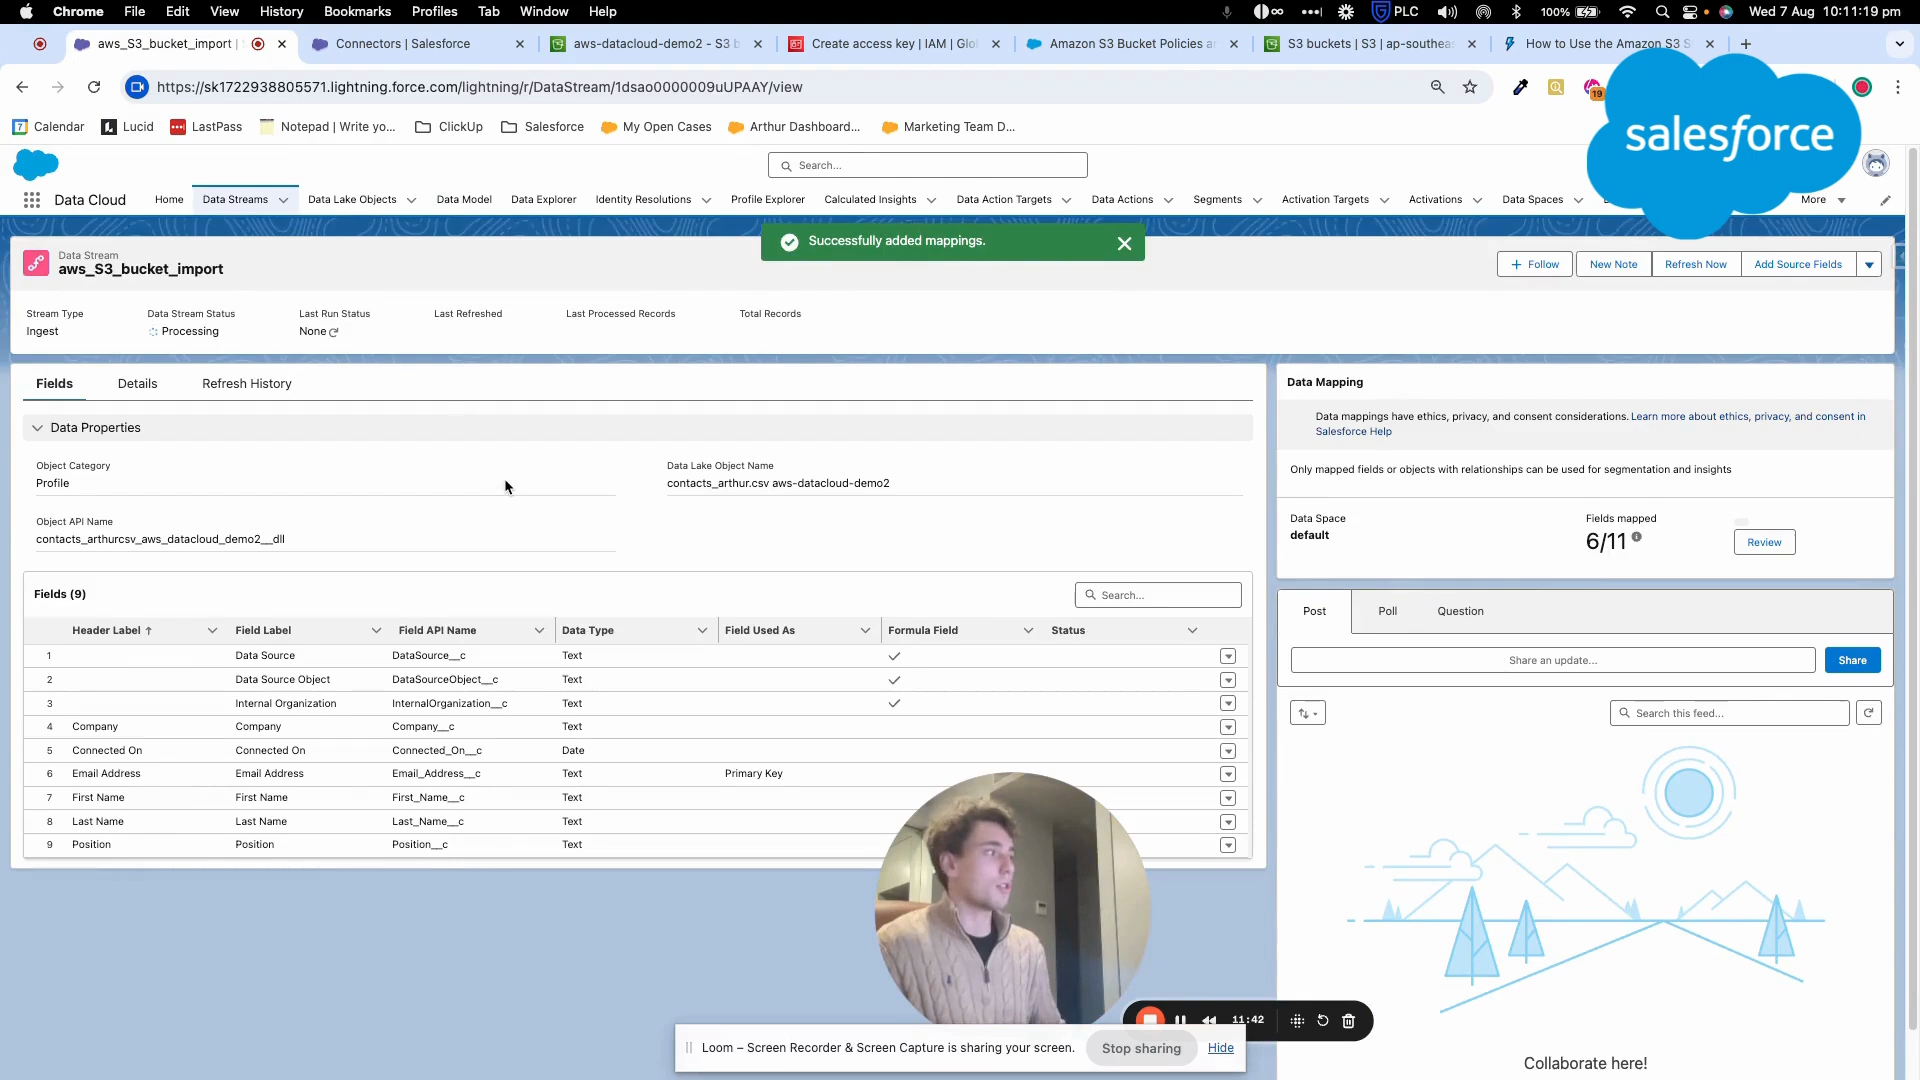 Chrome File Edit View History Bookmarks Profiles Tab Window Help
PLC 100% Wed 7 Aug 10:11:19 pm
aws_S3_bucket_import
Connectors | Salesforce
aws-datacloud-demo2 - S3 b
Create access key | IAM | Glo
Amazon S3 Bucket Policies a
S3 buckets | S3 | ap-southea
How to Use the Amazon S3 S
https://sk1722938805571.lightning.force.com/lightning/r/DataStream/1dsao0000009uUPAAY/view
19
Calendar Lucid LastPass Notepad | Write yo... ClickUp Salesforce My Open Cases Arthur Dashboard... Marketing Team D...
salesforce
Search...
Data Cloud Home Data Streams Data Lake Objects Data Model Data Explorer Identity Resolutions Profile Explorer Calculated Insights Data Action Targets Data Actions Segments Activation Targets Activations Data Spaces More
Successfully added mappings.
Data Stream
aws_S3_bucket_import
Follow New Note Refresh Now Add Source Fields
Stream Type Data Stream Status Last Run Status Last Refreshed Last Processed Records Total Records
Ingest Processing None
Fields Details Refresh History
Data Properties
Object Category
Profile
Data Lake Object Name
contacts_arthur.csv aws-datacloud-demo2
Object API Name
contacts_arthurcsv_aws_datacloud_demo2__dll
Fields (9)
Search...
Header Label Field Label Field API Name Data Type Field Used As Formula Field Status
1 Data Source DataSource__c Text
2 Data Source Object DataSourceObject__c Text
3 Internal Organization InternalOrganization__c Text
4 Company Company Company__c Text
5 Connected On Connected On Connected_On__c Date
6 Email Address Email Address Email_Address__c Text Primary Key
7 First Name First Name First_Name__c Text
8 Last Name Last Name Last_Name__c Text
9 Position Position Position__c Text
Data Mapping
Data mappings have ethics, privacy, and consent considerations. Learn more about ethics, privacy, and consent in
Salesforce Help
Only mapped fields or objects with relationships can be used for segmentation and insights
Data Space
default
Fields mapped
6/11
Review
Post Poll Question
Share an update...
Share
Search this feed...
Collaborate here!
11:42
Loom – Screen Recorder & Screen Capture is sharing your screen. Stop sharing Hide